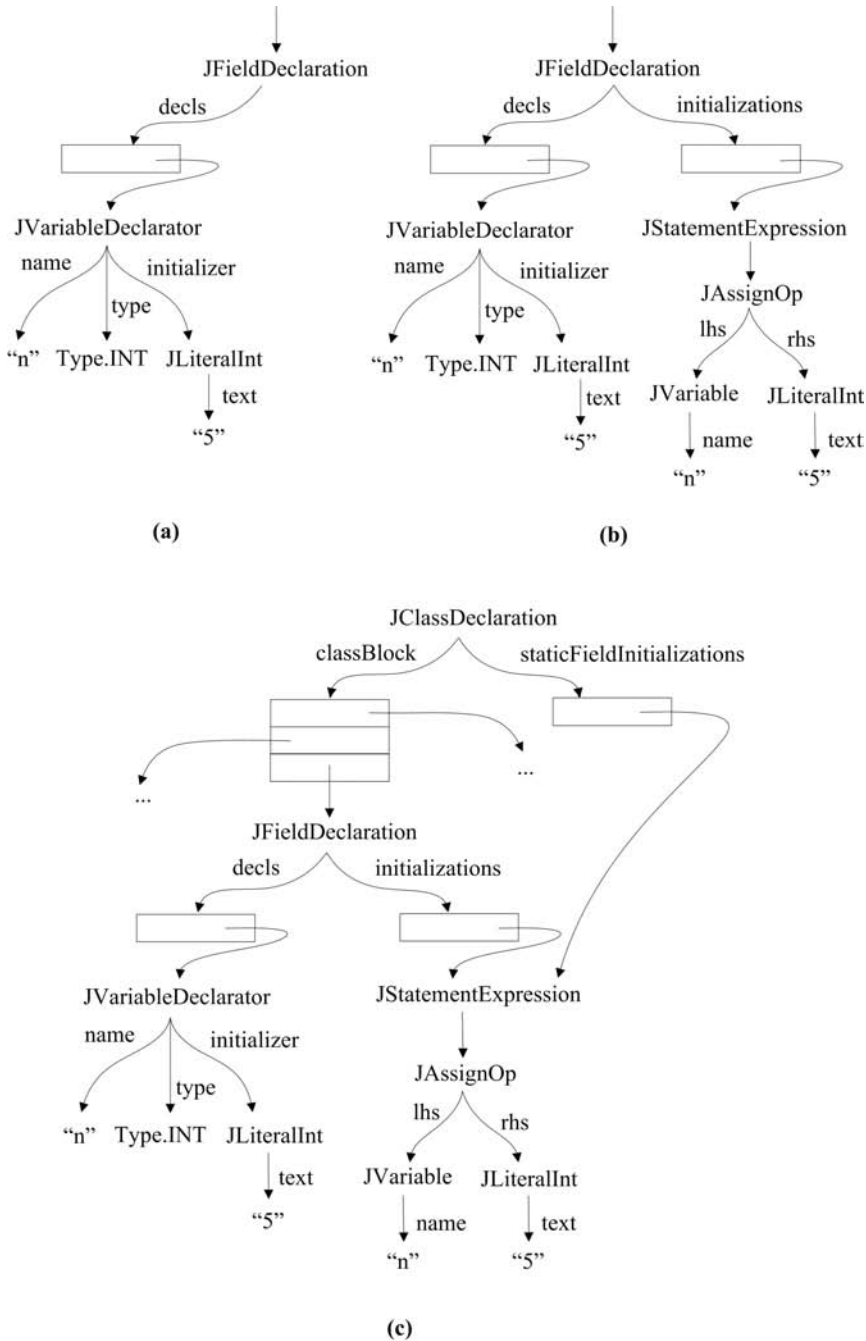 JFieldDeclaration
decls
JVariableDeclarator
name
initializer
type
“n”
Type.INT
JLiteralInt
text
“5”
(a)
JFieldDeclaration
decls
initializations
JVariableDeclarator
name
initializer
type
“n”
Type.INT
JLiteralInt
text
“5”
JStatementExpression
JAssignOp
lhs
rhs
JVariable
JLiteralInt
name
text
“n”
“5”
(b)
JClassDeclaration
classBlock
staticFieldInitializations
...
...
JFieldDeclaration
decls
initializations
JVariableDeclarator
name
initializer
type
“n”
Type.INT
JLiteralInt
text
“5”
JStatementExpression
JAssignOp
lhs
rhs
JVariable
JLiteralInt
name
text
“n”
“5”
(c)